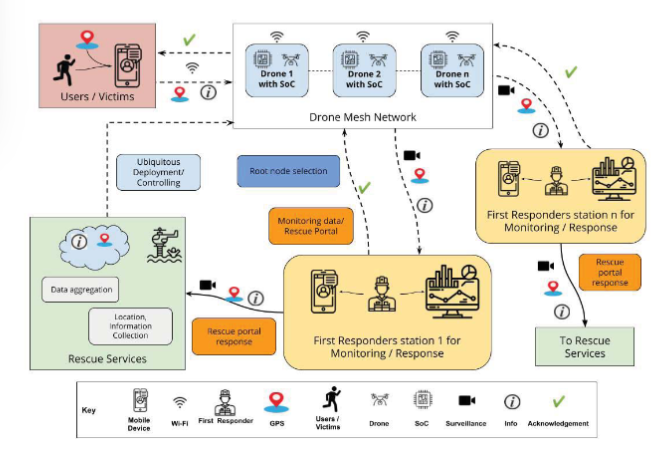 Users / Victims
Drone 1
with SoC
Drone 2
with SoC
Drone n
with SoC
Drone Mesh Network
Ubiquitous
Deployment/
Controlling
Root node selection
Monitoring data/
Rescue Portal
First Responders station n for
Monitoring / Response
Rescue
portal
response
Data aggregation
Location,
Information
Collection
Rescue Services
Rescue portal
response
First Responders station 1 for
Monitoring / Response
To Rescue
Services
Key
Mobile
Device
Wi-Fi
First Responder
GPS
Users /
Victims
Drone
SoC
Surveillance
Info
Acknowledgement